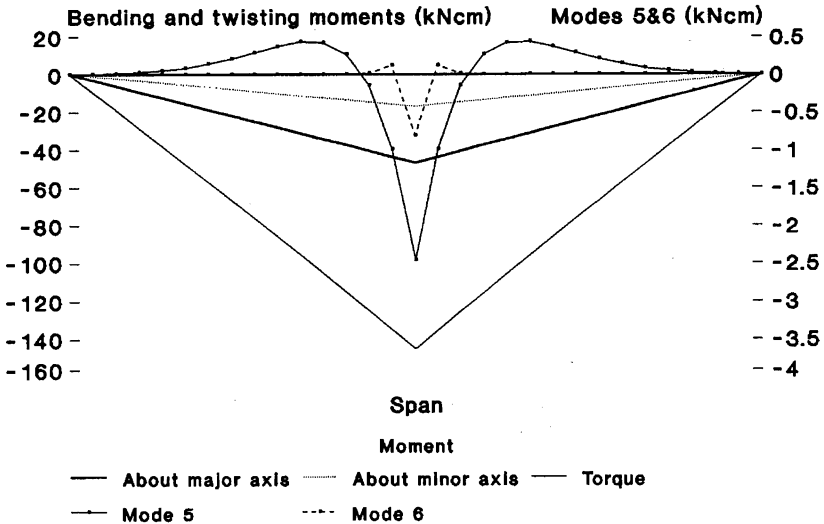 Bending and twisting moments (kNcm) Modes 5&6 (kNcm)
20 0.5
0 0
-20 -0.5
-40 -1
-60 -1.5
-80 -2
-100 -2.5
-120 -3
-140 -3.5
-160 -4
Span
Moment
About major axis About minor axis Torque
Mode 5 Mode 6